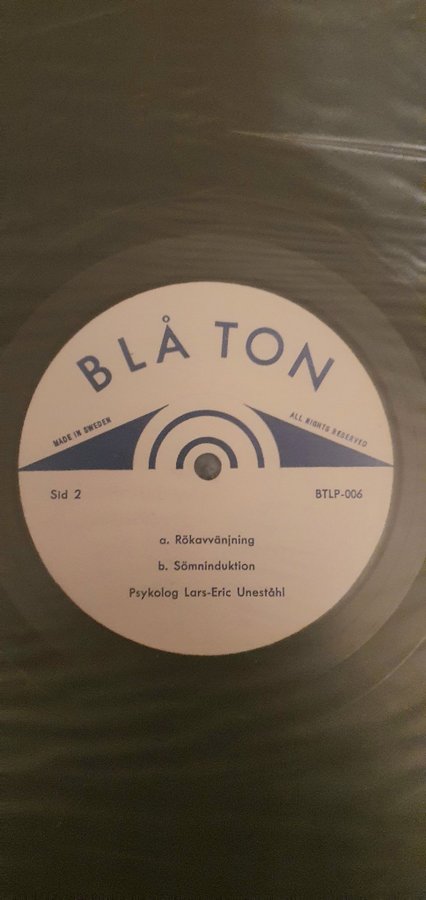 BLÅ TON
MADE IN SWEDEN
ALL RIGHTS RESERVED
Sid 2
BTLP-006
a. Rökavvänjning
b. Sömninduktion
Psykolog Lars-Eric Uneståhl